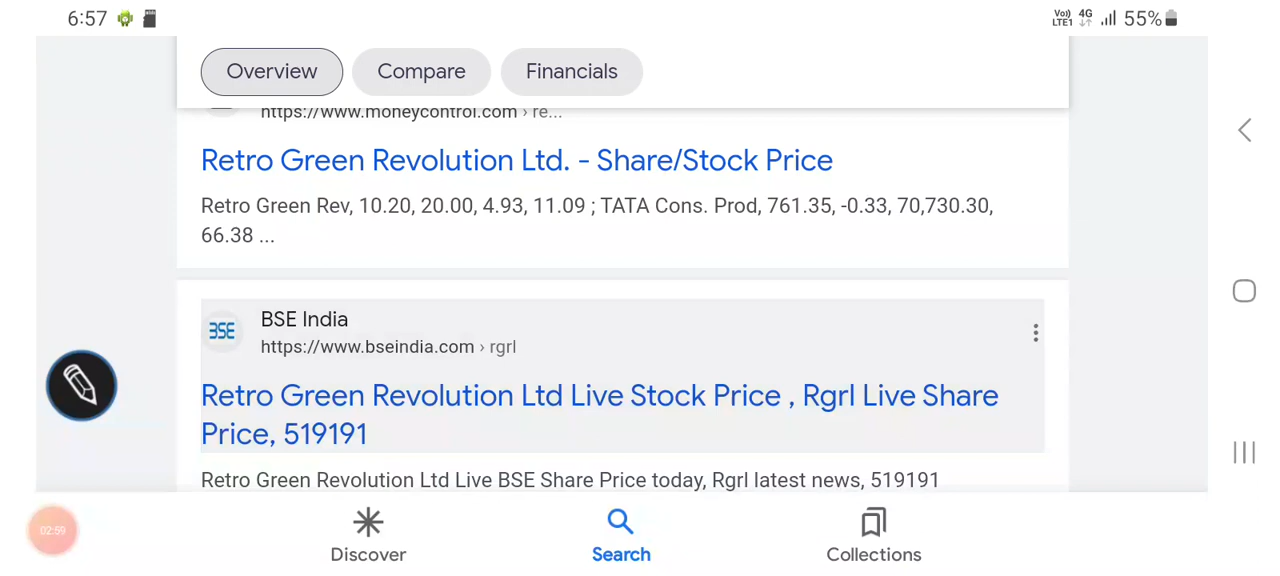 6:57
Vo)) LTE1 4G 55%
Overview Compare Financials
https://www.moneycontrol.com › re...
Retro Green Revolution Ltd. - Share/Stock Price
Retro Green Rev, 10.20, 20.00, 4.93, 11.09 ; TATA Cons. Prod, 761.35, -0.33, 70,730.30,
66.38 ...
BSE
BSE India
https://www.bseindia.com › rgrl
Retro Green Revolution Ltd Live Stock Price , Rgrl Live Share
Price, 519191
Retro Green Revolution Ltd Live BSE Share Price today, Rgrl latest news, 519191
02:59
Discover Search Collections